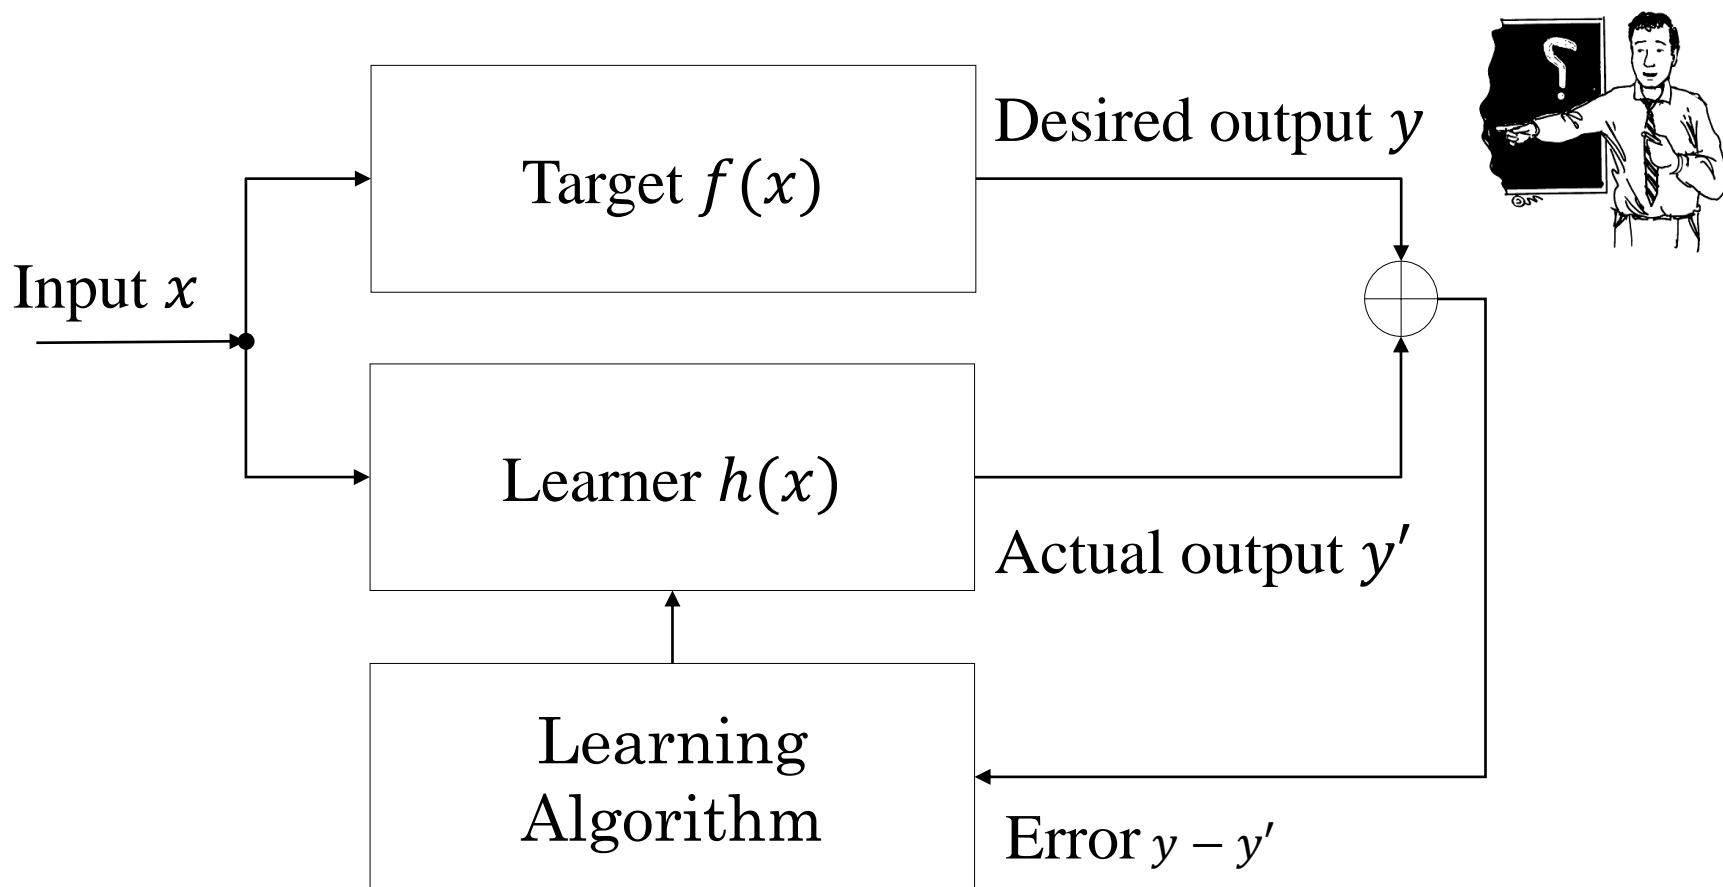 Desired output y
Target f(x)
Input x
Learner h(x)
Actual output y′
Learning
Algorithm
Error y − y′